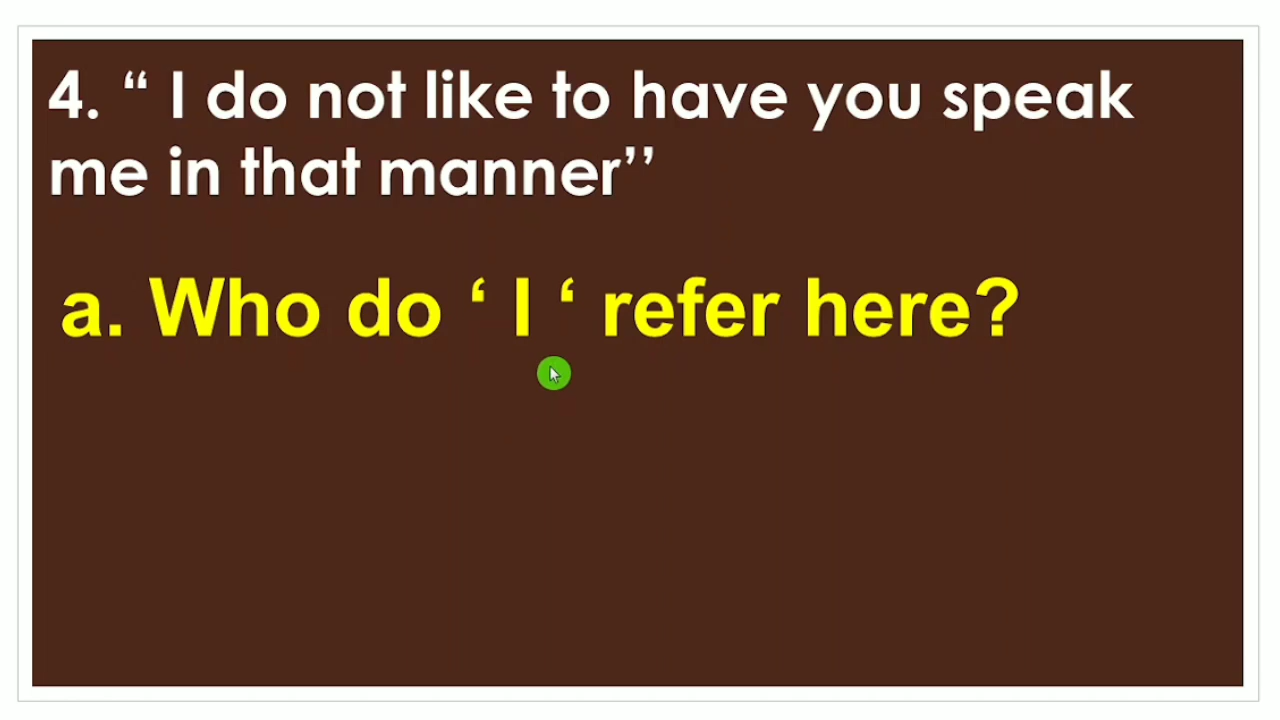 4. “ I do not like to have you speak
me in that manner’’
a. Who do ‘ I ‘ refer here?